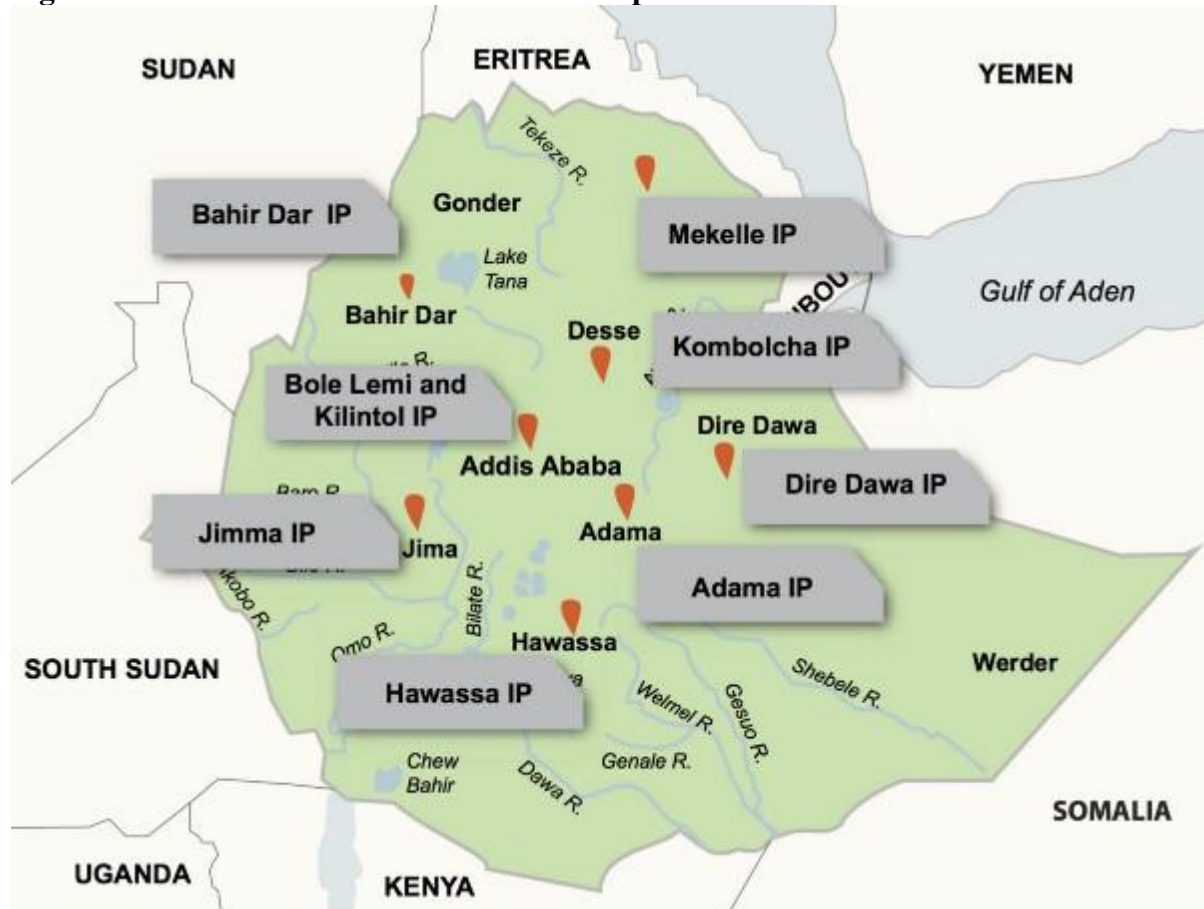 SUDAN
ERITREA
YEMEN
Tekeze R.
Bahir Dar IP
Gonder
Mekelle IP
Lake
Tana
Gulf of Aden
Bahir Dar
Desse
Kombolcha IP
Bole Lemi and
Kilintol IP
Dire Dawa
Addis Ababa
Dire Dawa IP
Jimma IP
Jima
Adama
Adama IP
Bilate R.
Omo R.
Hawassa
SOUTH SUDAN
Werder
Shebele R.
Hawassa IP
Welmel R.
Gesuo R.
Genale R.
Chew
Bahir
Dawa R.
SOMALIA
UGANDA
KENYA